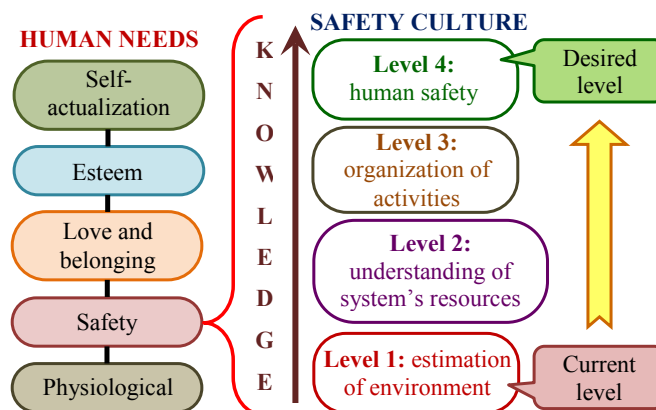 HUMAN NEEDS
Self-
actualization
Esteem
Love and
belonging
Safety
Physiological
K
N
O
W
L
E
D
G
E
SAFETY CULTURE
Level 4:
human safety
Level 3:
organization of
activities
Level 2:
understanding of
system’s resources
Level 1: estimation
of environment
Desired
level
Current
level